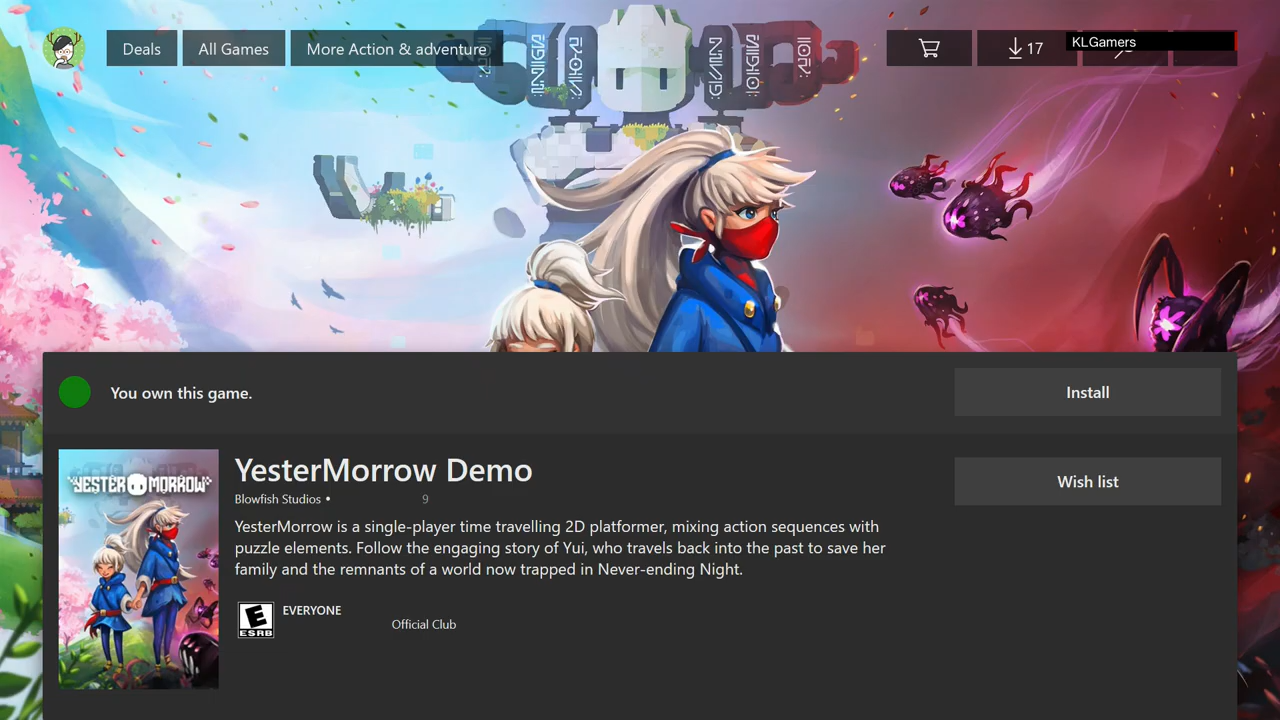 Deals
All Games
More Action & adventure
17
KLGamers
You own this game.
Install
YESTERMORROW
YesterMorrow Demo
Wish list
Blowfish Studios •
9
YesterMorrow is a single-player time travelling 2D platformer, mixing action sequences with
puzzle elements. Follow the engaging story of Yui, who travels back into the past to save her
family and the remnants of a world now trapped in Never-ending Night.
E
ESRB
EVERYONE
Official Club